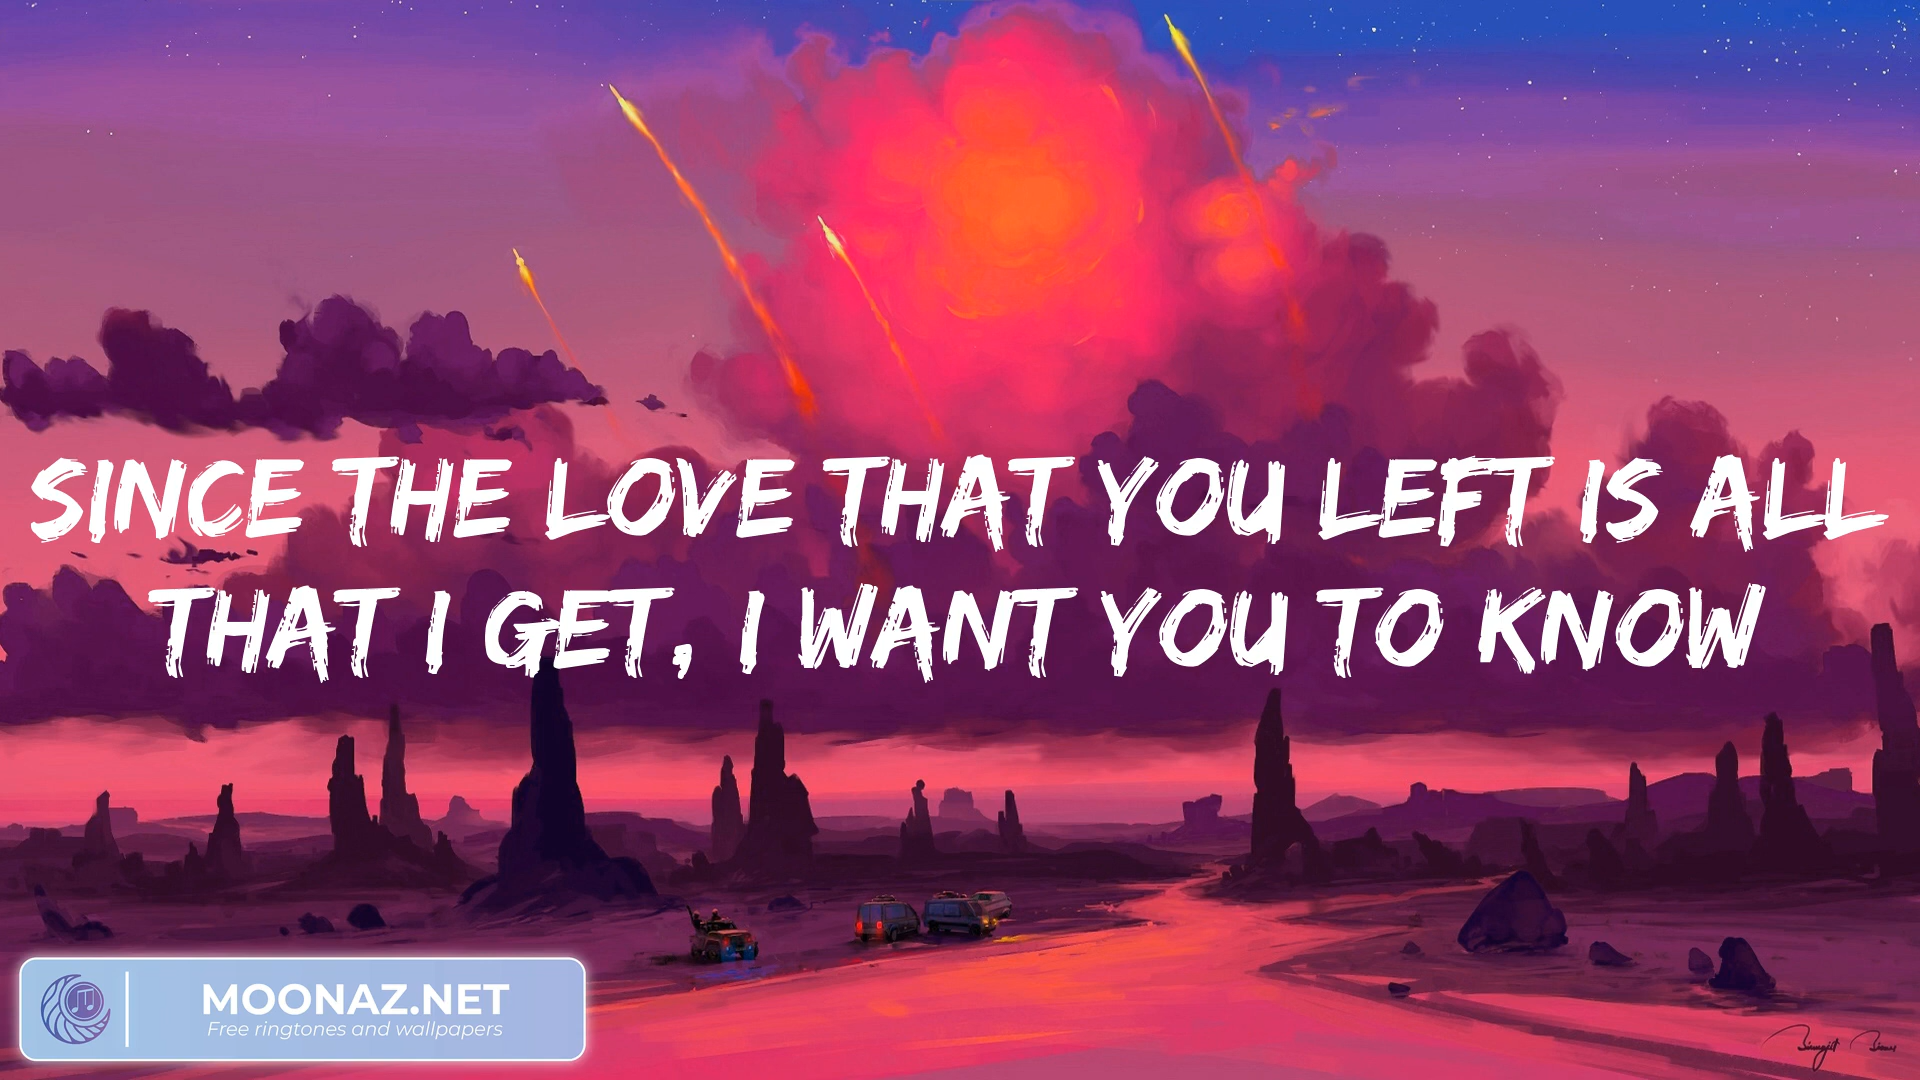 SINCE THE LOVE THAT YOU LEFT IS ALL
THAT I GET, I WANT YOU TO KNOW
MOONAZ.NET
Free ringtones and wallpapers